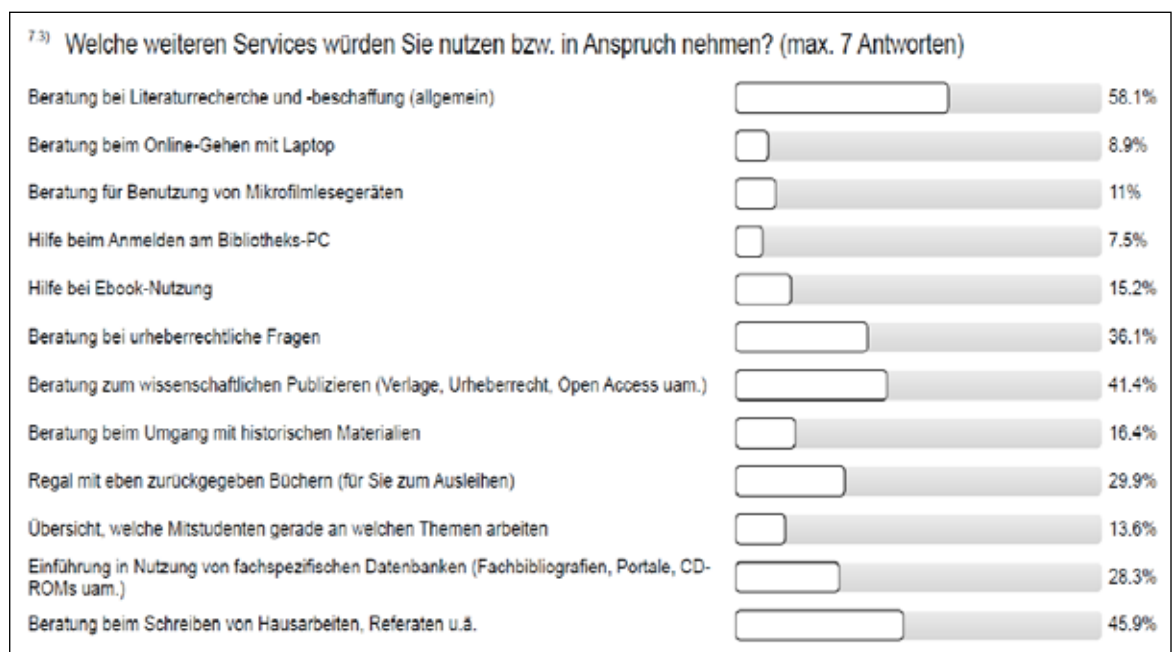 7.3) Welche weiteren Services würden Sie nutzen bzw. in Anspruch nehmen? (max. 7 Antworten)
Beratung bei Literaturrecherche und -beschaffung (allgemein) 58.1%
Beratung beim Online-Gehen mit Laptop 8.9%
Beratung für Benutzung von Mikrofilmlesegeräten 11%
Hilfe beim Anmelden am Bibliotheks-PC 7.5%
Hilfe bei Ebook-Nutzung 15.2%
Beratung bei urheberrechtliche Fragen 36.1%
Beratung zum wissenschaftlichen Publizieren (Verlage, Urheberrecht, Open Access uam.) 41.4%
Beratung beim Umgang mit historischen Materialien 16.4%
Regal mit eben zurückgegeben Büchern (für Sie zum Ausleihen) 29.9%
Übersicht, welche Mitstudenten gerade an welchen Themen arbeiten 13.6%
Einführung in Nutzung von fachspezifischen Datenbanken (Fachbibliografien, Portale, CD- 28.3%
ROMs uam.)
Beratung beim Schreiben von Hausarbeiten, Referaten u.ä. 45.9%